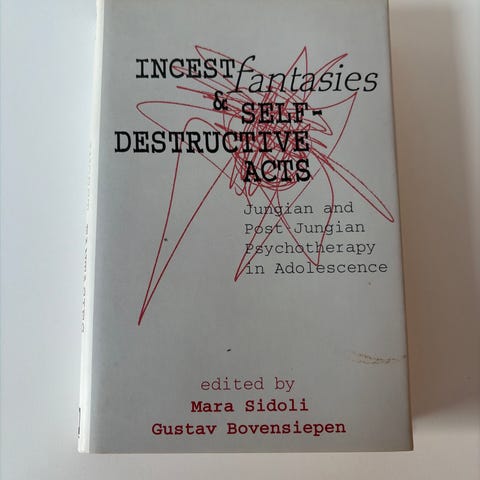 INCEST fantasies
& SELF-
DESTRUCTIVE
ACTS
Jungian and
Post-Jungian
Psychotherapy
in Adolescence
edited by
Mara Sidoli
Gustav Bovensiepen